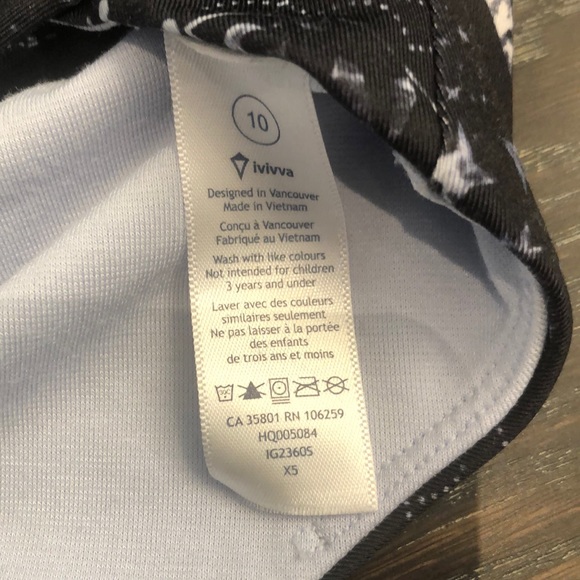 10
ivivva
Designed in Vancouver
Made in Vietnam
Conçu à Vancouver
Fabriqué au Vietnam
Wash with like colours
Not intended for children
3 years and under
Laver avec des couleurs
similaires seulement
Ne pas laisser à la portée
des enfants
de trois ans et moins
CA 35801 RN 106259
HQ005084
IG2360S
X5